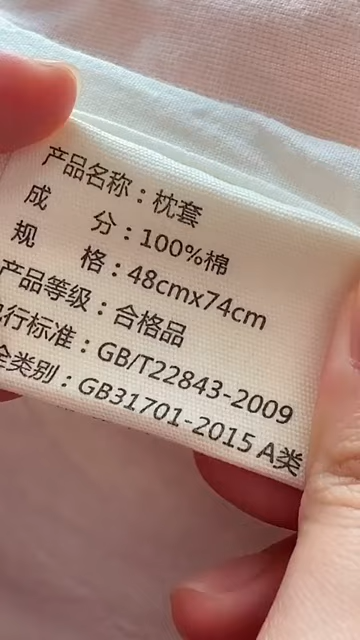 产品名称：枕套
成分：100%棉
规格：48cmx74cm
产品等级：合格品
行标准：GB/T22843-2009
全类别：GB31701-2015 A类